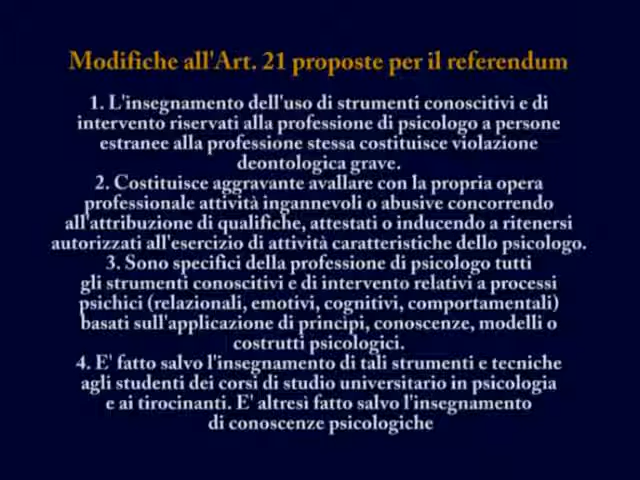 Modifiche all'Art. 21 proposte per il referendum
1. L'insegnamento dell'uso di strumenti conoscitivi e di
intervento riservati alla professione di psicologo a persone
estranee alla professione stessa costituisce violazione
deontologica grave.
2. Costituisce aggravante avallare con la propria opera
professionale attività ingannevoli o abusive concorrendo
all'attribuzione di qualifiche, attestati o inducendo a ritenersi
autorizzati all'esercizio di attività caratteristiche dello psicologo.
3. Sono specifici della professione di psicologo tutti
gli strumenti conoscitivi e di intervento relativi a processi
psichici (relazionali, emotivi, cognitivi, comportamentali)
basati sull'applicazione di principi, conoscenze, modelli o
costrutti psicologici.
4. E' fatto salvo l'insegnamento di tali strumenti e tecniche
agli studenti dei corsi di studio universitario in psicologia
e ai tirocinanti. E' altresì fatto salvo l'insegnamento
di conoscenze psicologiche